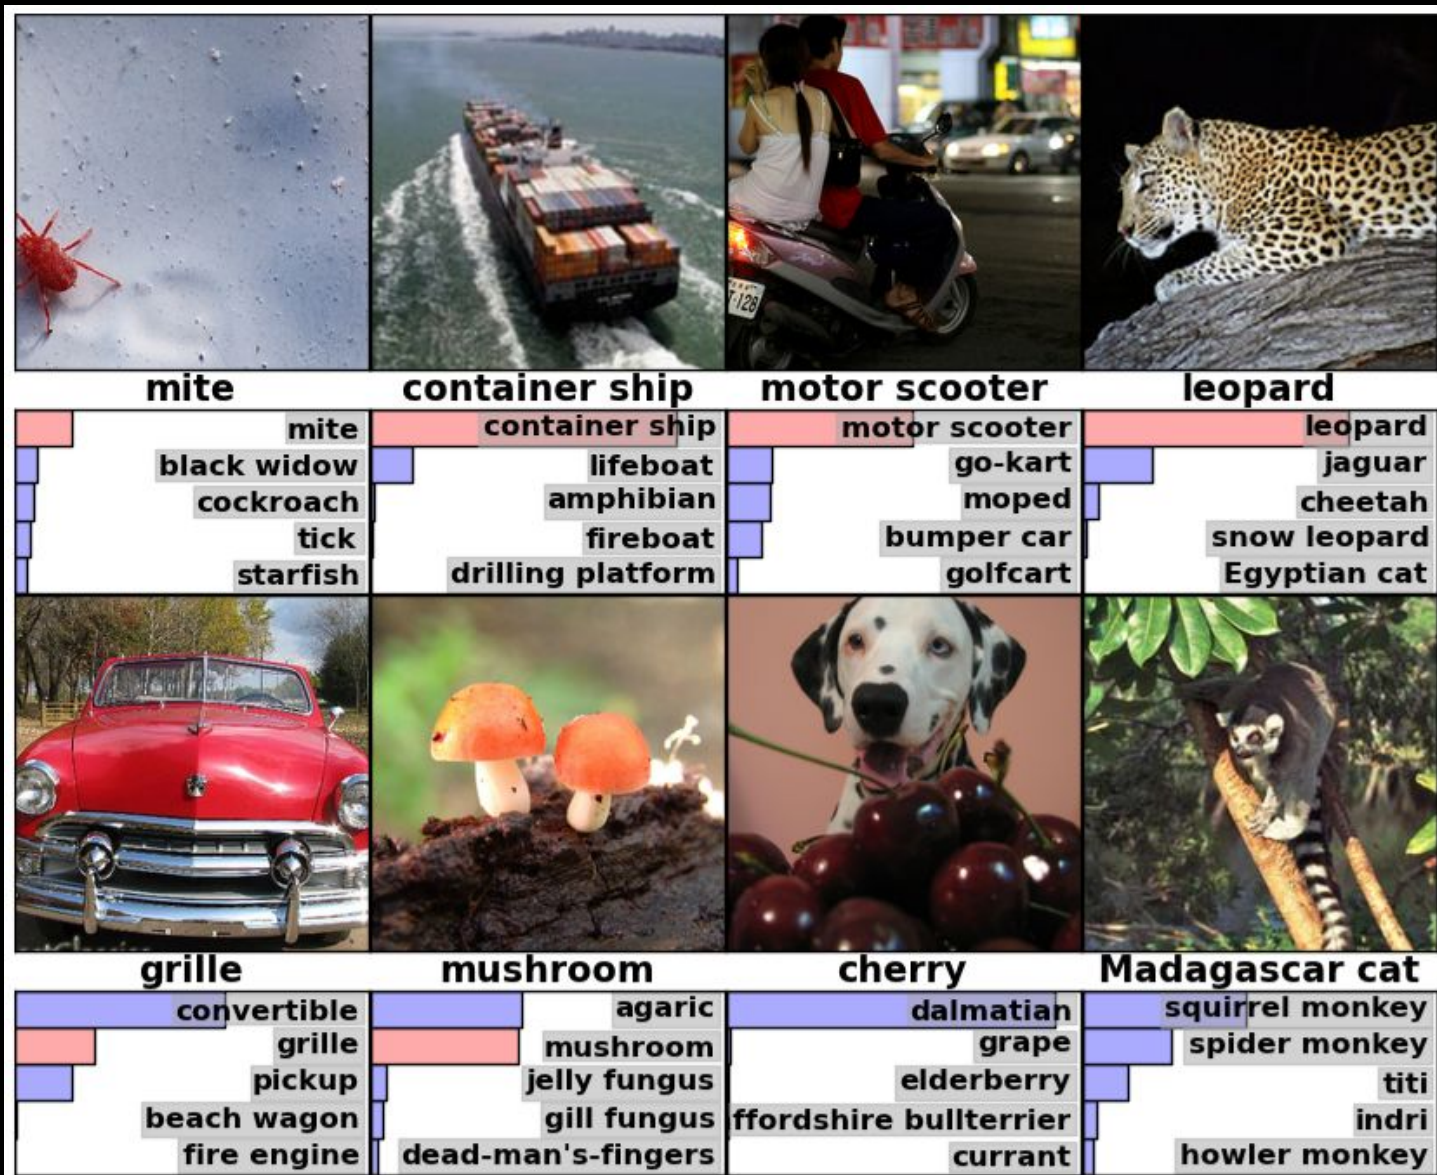 T-128
mite
container ship
motor scooter
leopard
mite
black widow
cockroach
tick
starfish
container ship
lifeboat
amphibian
fireboat
drilling platform
motor scooter
go-kart
moped
bumper car
golfcart
leopard
jaguar
cheetah
snow leopard
Egyptian cat
grille
mushroom
cherry
Madagascar cat
convertible
grille
pickup
beach wagon
fire engine
agaric
mushroom
jelly fungus
gill fungus
dead-man's-fingers
dalmatian
grape
elderberry
ffordshire bullterrier
currant
squirrel monkey
spider monkey
titi
indri
howler monkey